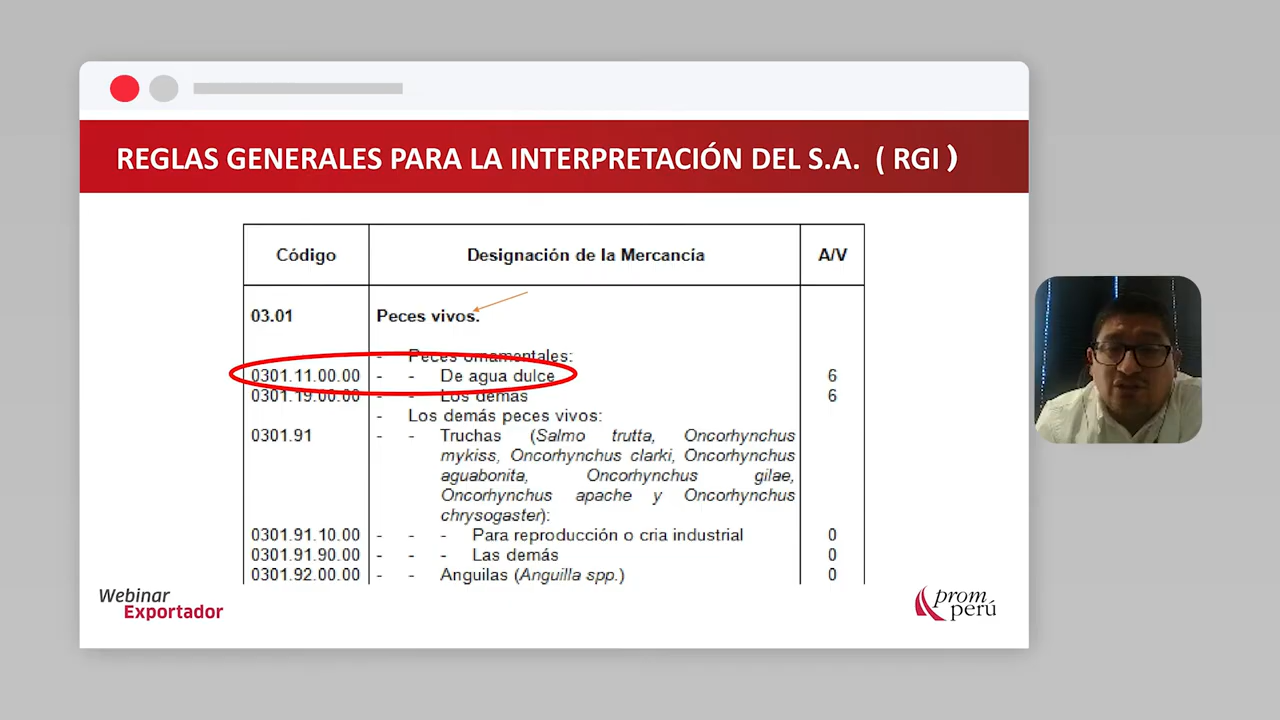 REGLAS GENERALES PARA LA INTERPRETACIÓN DEL S.A. ( RGI )
Código Designación de la Mercancía A/V
03.01 Peces vivos.
- Peces ornamentales:
0301.11.00.00 - - De agua dulce 6
0301.19.00.00 - - Los demás 6
- Los demás peces vivos:
0301.91 - - Truchas (Salmo trutta, Oncorhynchus
mykiss, Oncorhynchus clarki, Oncorhynchus
aguabonita, Oncorhynchus gilae,
Oncorhynchus apache y Oncorhynchus
chrysogaster):
0301.91.10.00 - - - Para reproducción o cria industrial 0
0301.91.90.00 - - - Las demás 0
0301.92.00.00 - - Anguilas (Anguilla spp.) 0
Webinar
Exportador
prom
perú